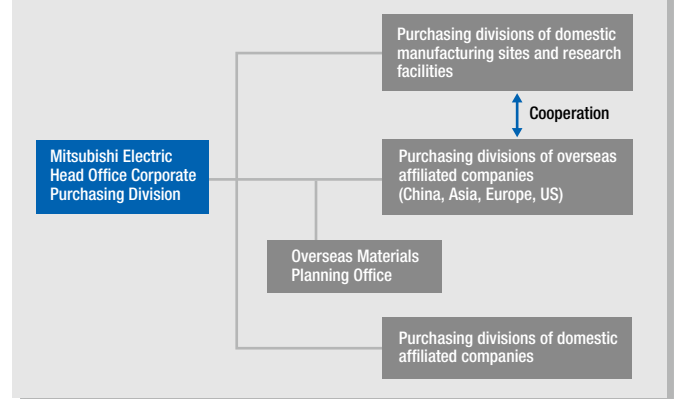 Purchasing divisions of domestic
manufacturing sites and research
facilities
Cooperation
Mitsubishi Electric
Head Office Corporate
Purchasing Division
Purchasing divisions of overseas
affiliated companies
(China, Asia, Europe, US)
Overseas Materials
Planning Office
Purchasing divisions of domestic
affiliated companies